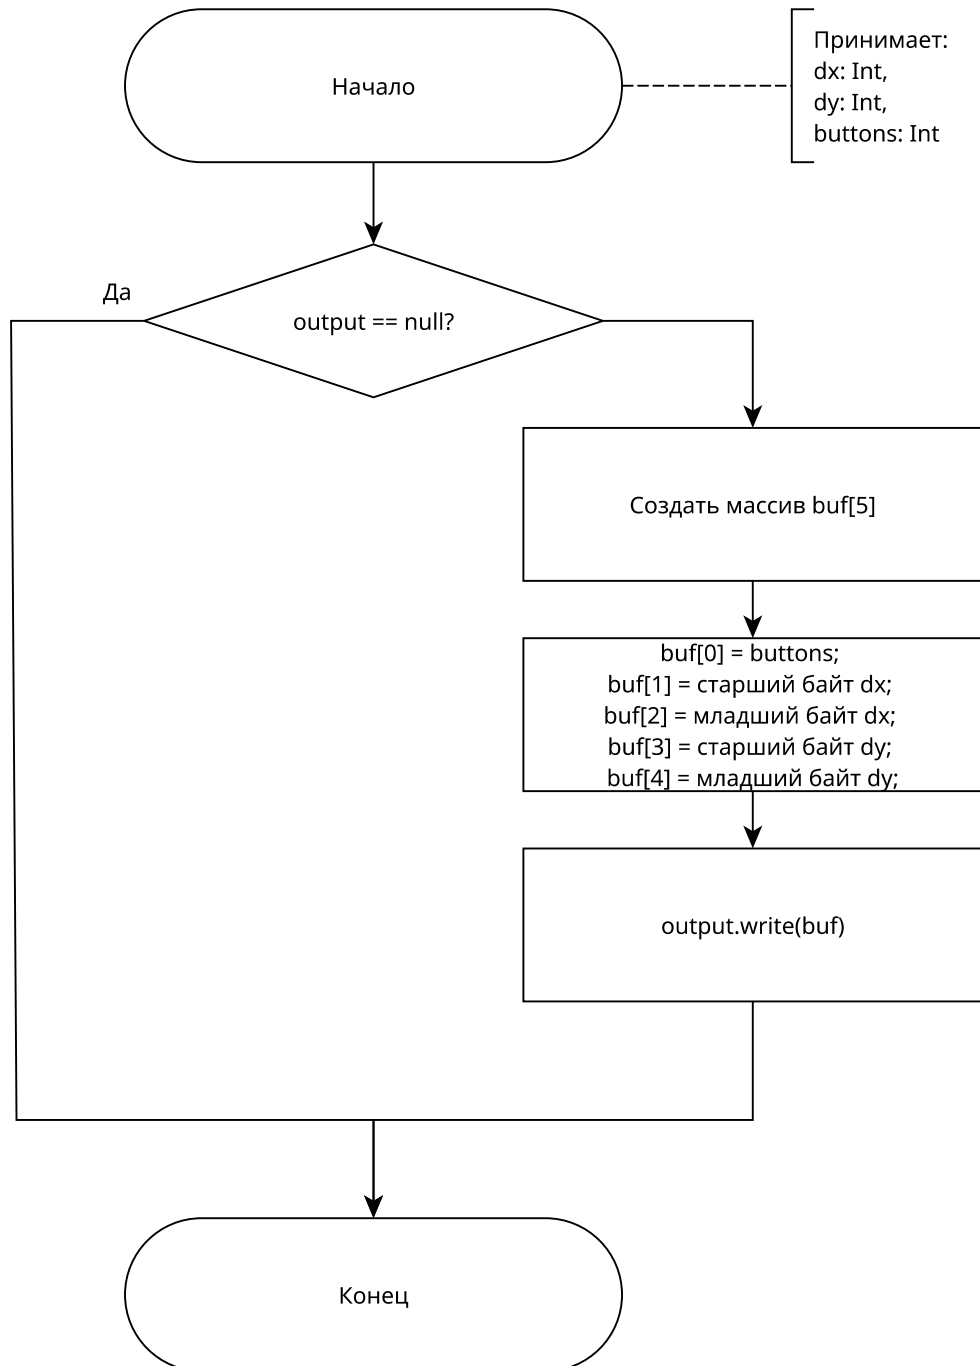 Начало
Принимает:
dx: Int,
dy: Int,
buttons: Int
Да
output == null?
Создать массив buf[5]
buf[0] = buttons;
buf[1] = старший байт dx;
buf[2] = младший байт dx;
buf[3] = старший байт dy;
buf[4] = младший байт dy;
output.write(buf)
Конец